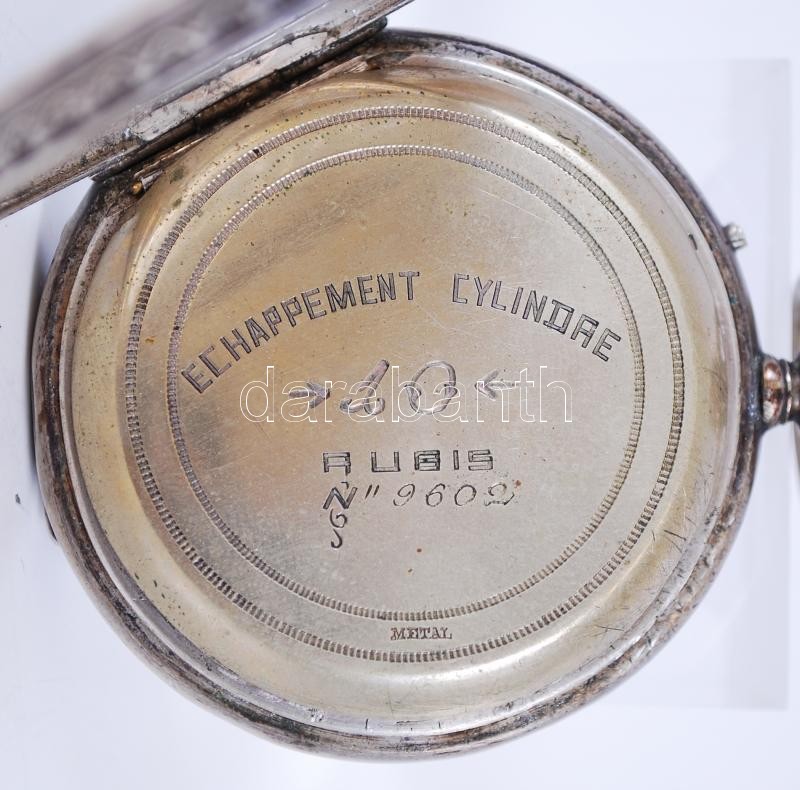 ECHAPPEMENT CYLINDRE
→ 10 ←
darabanth
RUBIS
N" 9602
METAL